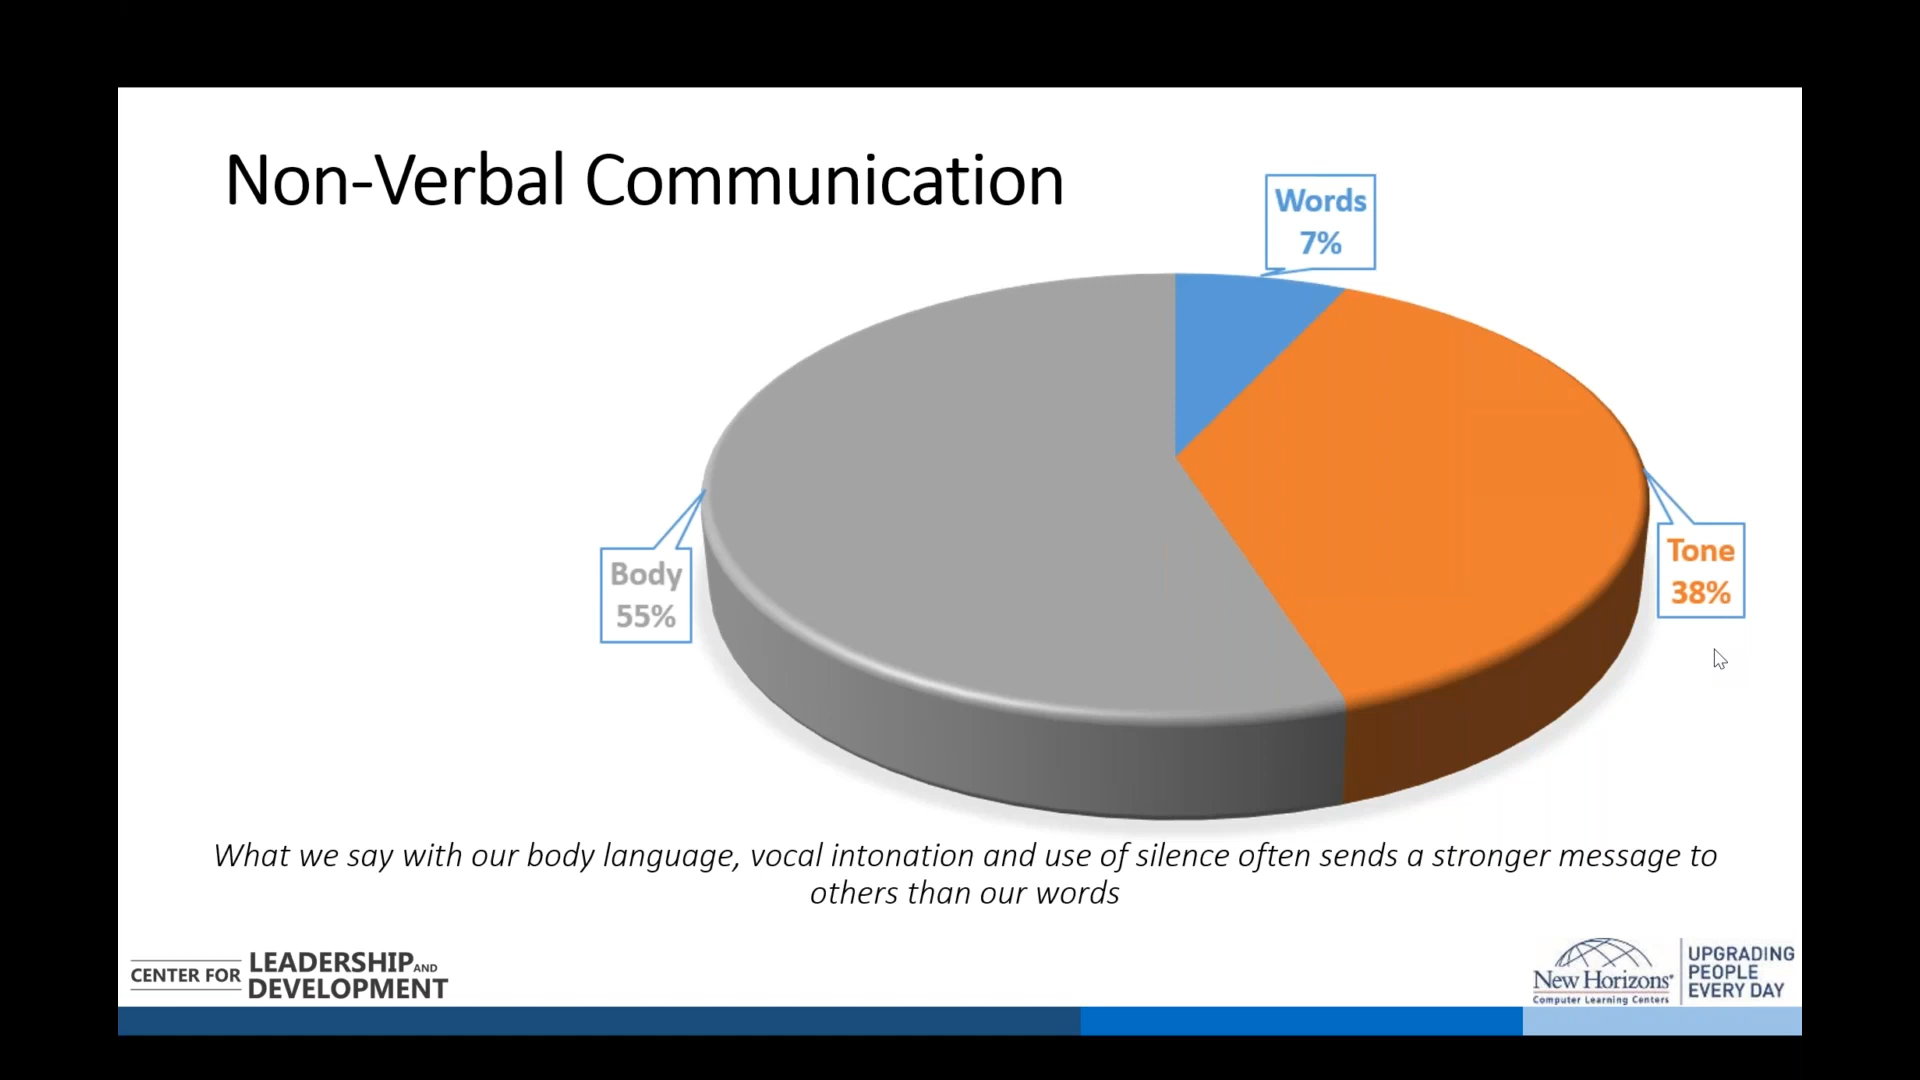 Non-Verbal Communication
Words
7%
Body
55%
Tone
38%
What we say with our body language, vocal intonation and use of silence often sends a stronger message to
others than our words
CENTER FOR LEADERSHIP AND
DEVELOPMENT
New Horizons®
Computer Learning Centers
UPGRADING
PEOPLE
EVERY DAY